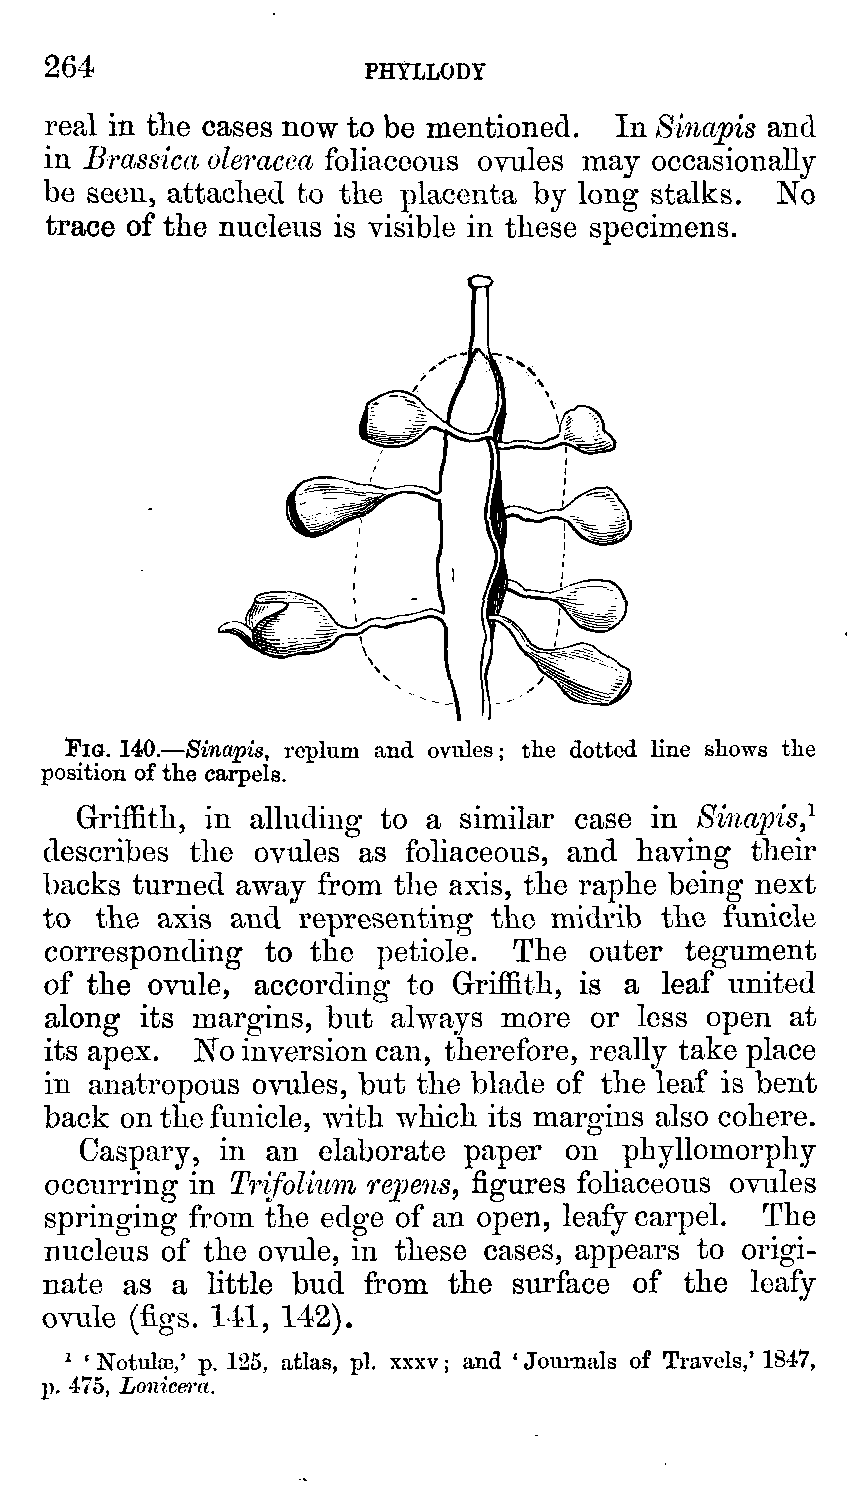 264 PHYLLODY
real in the cases now to be mentioned. In Sinapis and
in Brassica oleracea foliaceous ovules may occasionally
be seen, attached to the placenta by long stalks. No
trace of the nucleus is visible in these specimens.
FIG. 140.—Sinapis, replum and ovules; the dotted line shows the
position of the carpels.
Griffith, in alluding to a similar case in Sinapis,¹
describes the ovules as foliaceous, and having their
backs turned away from the axis, the raphe being next
to the axis and representing the midrib the funicle
corresponding to the petiole. The outer tegument
of the ovule, according to Griffith, is a leaf united
along its margins, but always more or less open at
its apex. No inversion can, therefore, really take place
in anatropous ovules, but the blade of the leaf is bent
back on the funicle, with which its margins also cohere.
Caspary, in an elaborate paper on phyllomorphy
occurring in Trifolium repens, figures foliaceous ovules
springing from the edge of an open, leafy carpel. The
nucleus of the ovule, in these cases, appears to origi-
nate as a little bud from the surface of the leafy
ovule (figs. 141, 142).
¹ 'Notulæ,' p. 125, atlas, pl. xxxv; and 'Journals of Travels,' 1847,
p. 475, Lonicera.